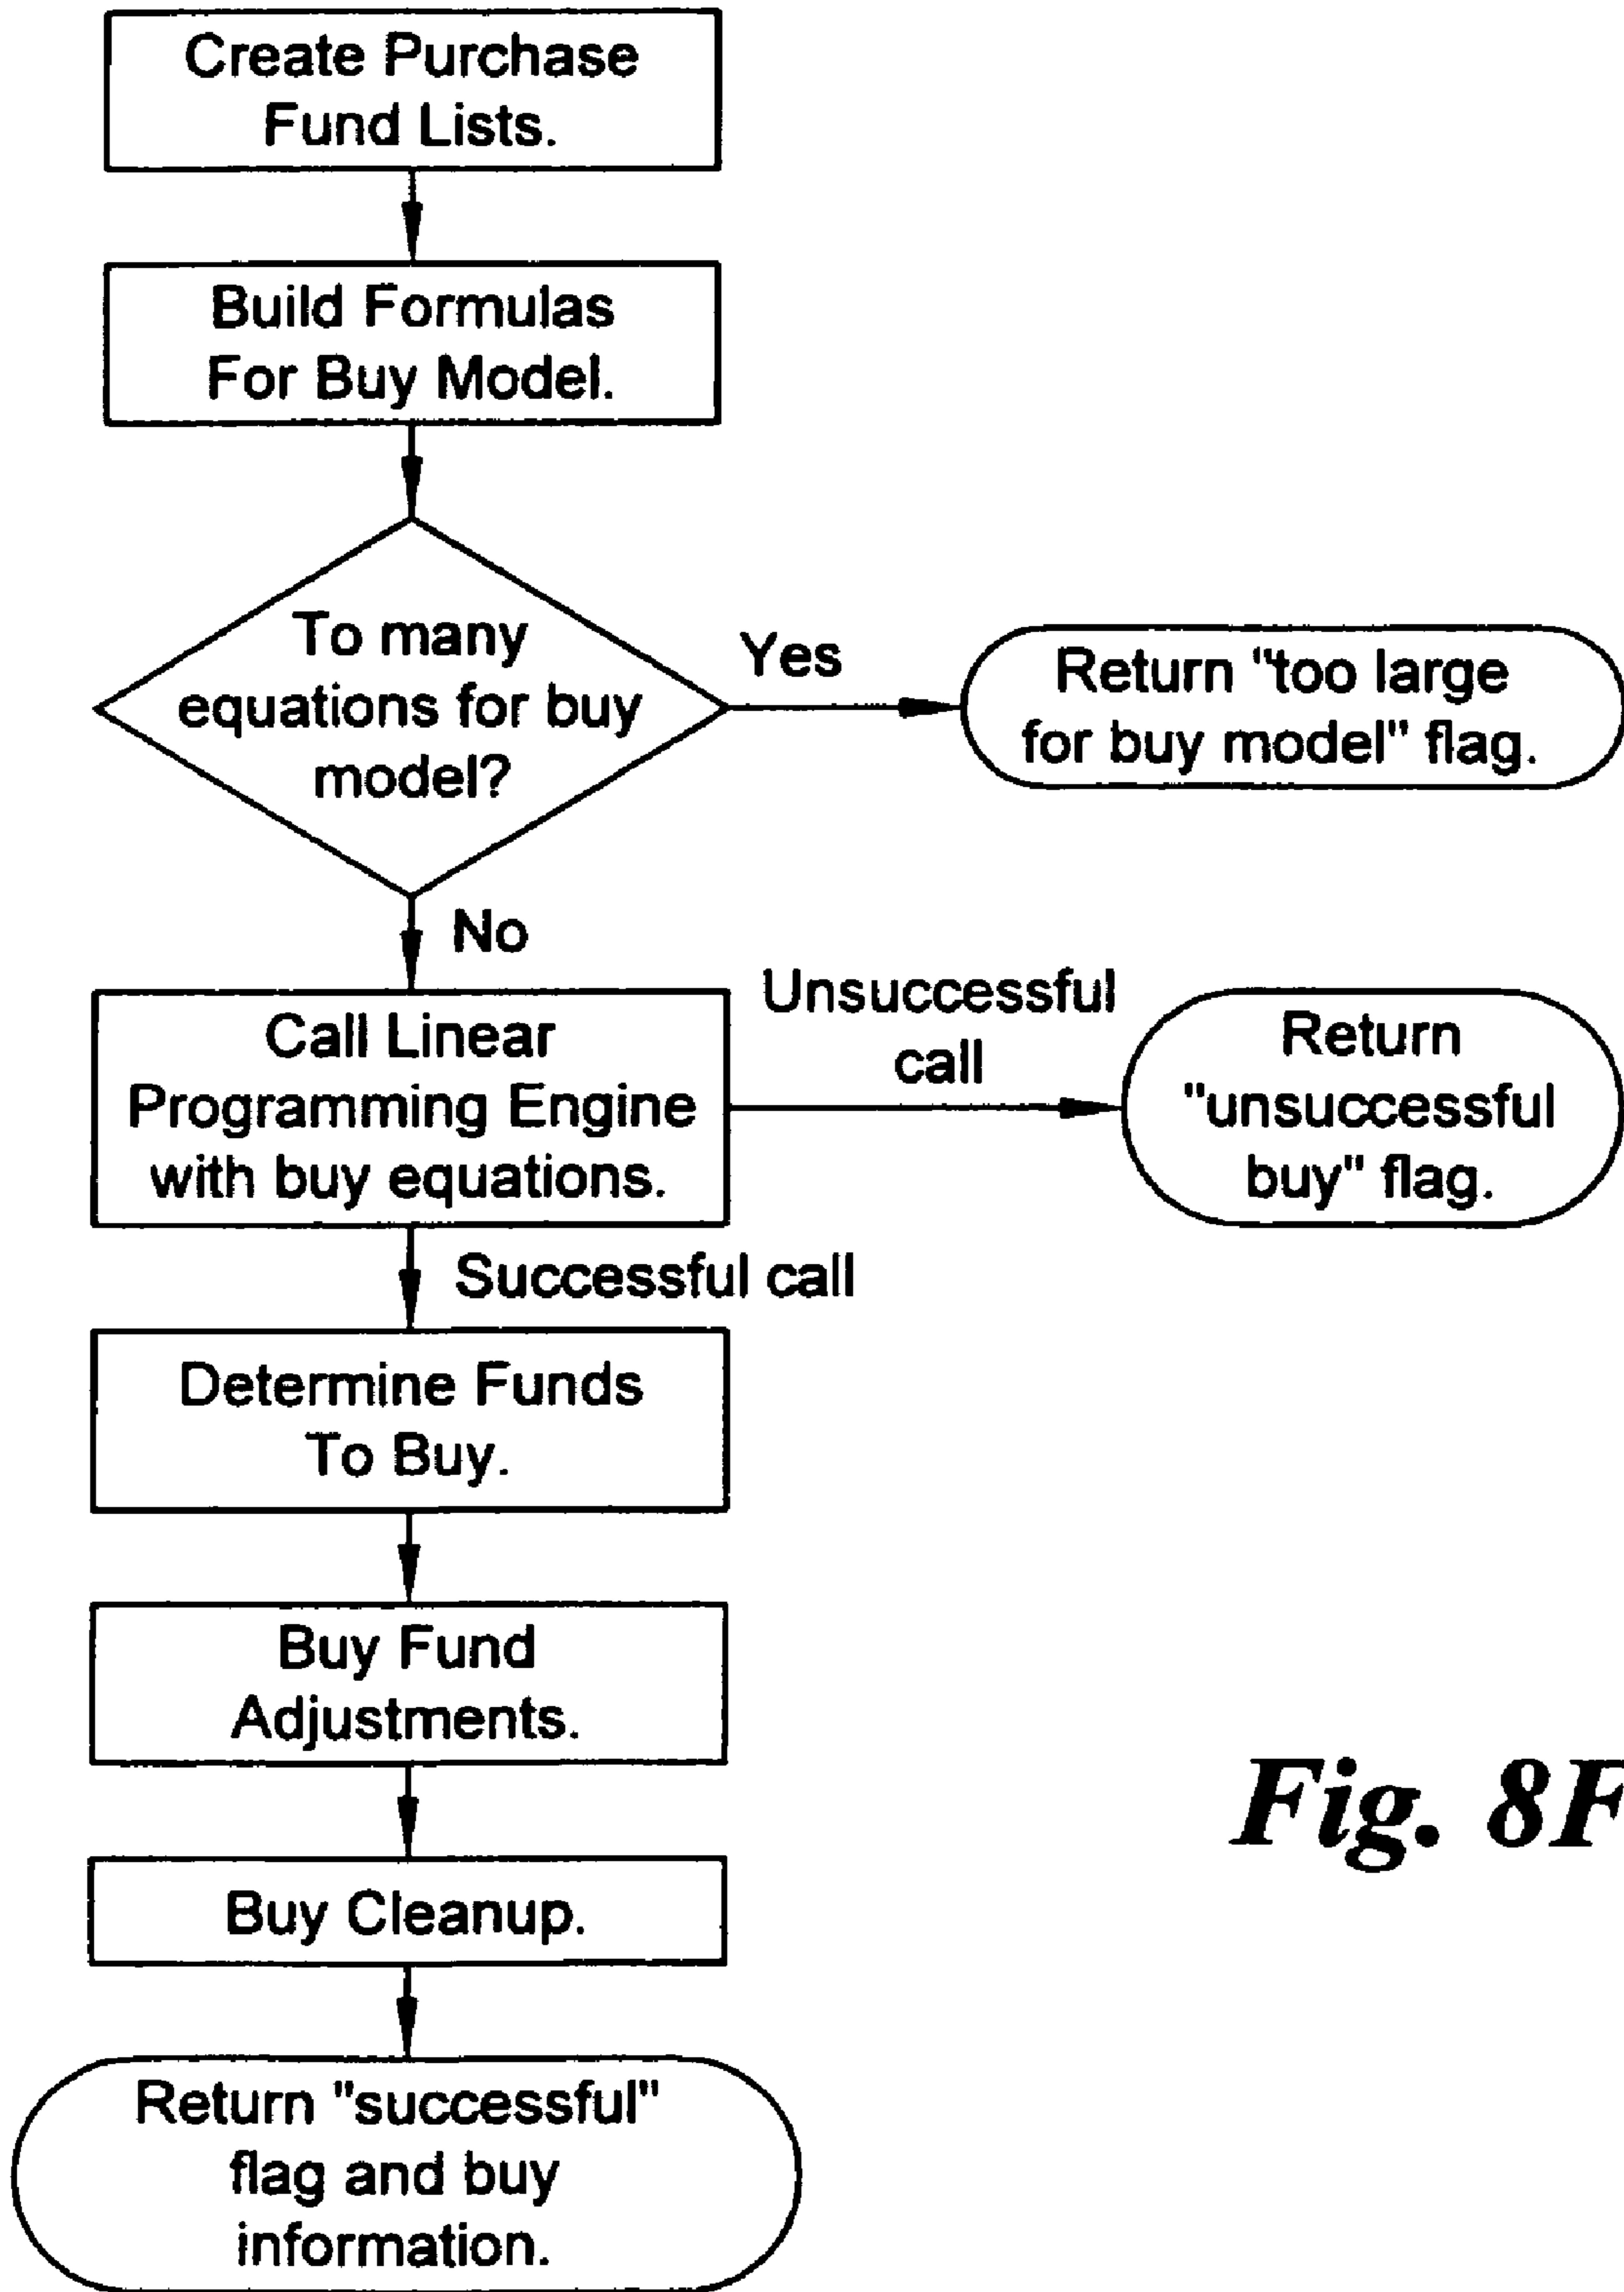 Create Purchase
Fund Lists.
Build Formulas
For Buy Model.
To many
equations for buy
model?
Yes
Return "too large
for buy model" flag.
No
Call Linear
Programming Engine
with buy equations.
Unsuccessful
call
Return
"unsuccessful
buy" flag.
Successful call
Determine Funds
To Buy.
Buy Fund
Adjustments.
Buy Cleanup.
Return "successful"
flag and buy
information.
Fig. 8F